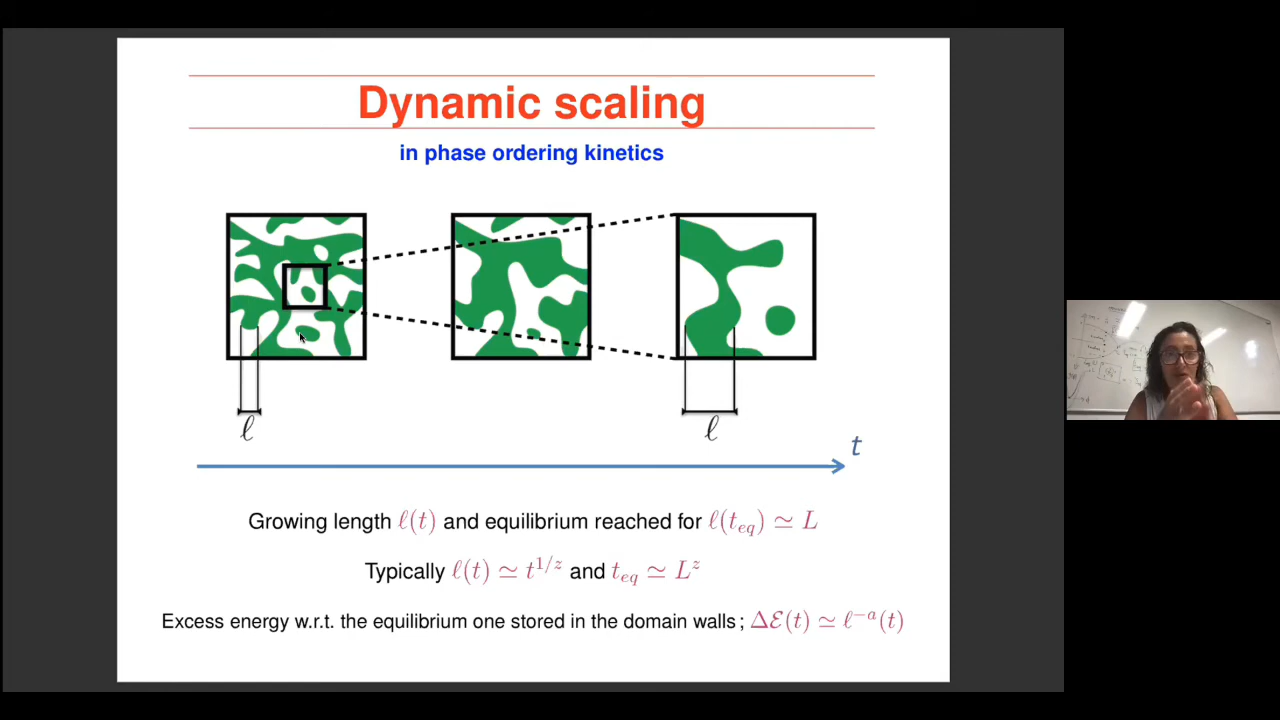 Dynamic scaling
in phase ordering kinetics
ℓ
ℓ
t
Growing length ℓ(t) and equilibrium reached for ℓ(t_eq) ≃ L
Typically ℓ(t) ≃ t^{1/z} and t_eq ≃ L^z
Excess energy w.r.t. the equilibrium one stored in the domain walls ; Δℰ(t) ≃ ℓ^{-a}(t)